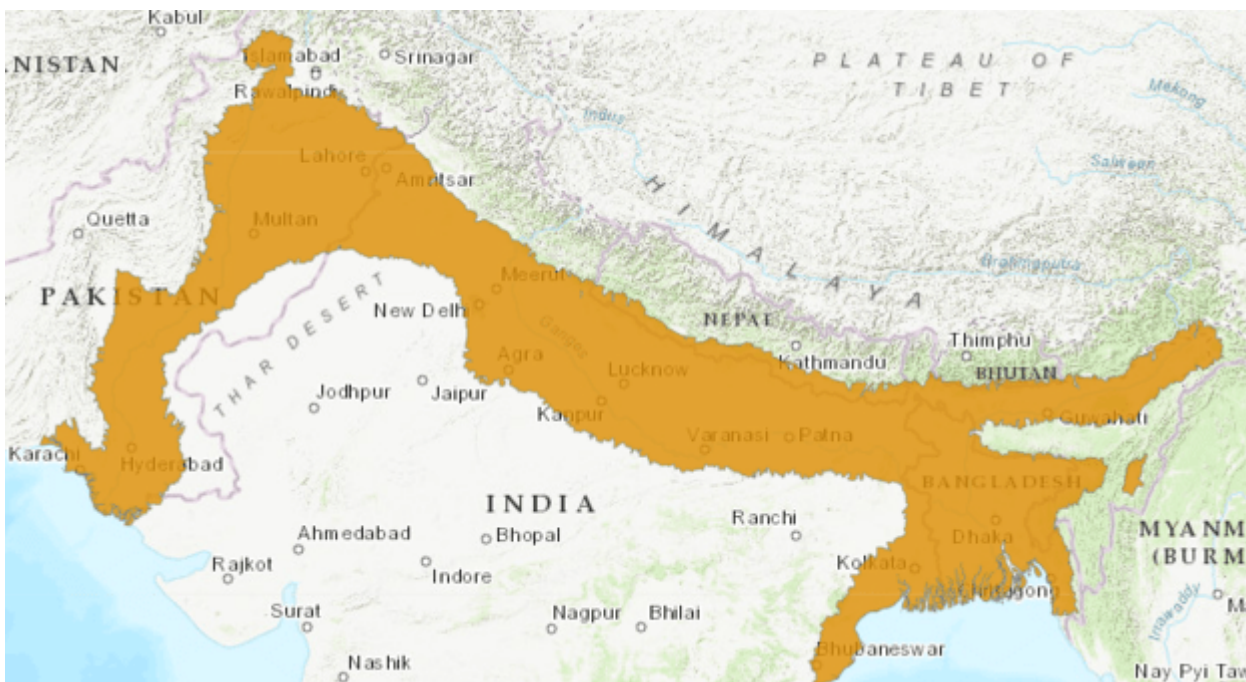 Kabul
Islamabad
Srinagar
.NISTAN
PLATEAU OF
TIBET
Rawalpindi
Mekong
Indus
Lahore
Amritsar
Salween
HIMALAYA
Quetta
Multan
Brahmaputra
Meerut
PAKISTAN
New Delhi
THAR DESERT
Ganges
NEPAL
Thimphu
Agra
Kathmandu
BHUTAN
Lucknow
Jodhpur
Jaipur
Kanpur
Guwahati
Varanasi
Patna
Karachi
Hyderabad
BANGLADESH
INDIA
Ranchi
Dhaka
MYANM
(BURM
Ahmedabad
Bhopal
Kolkata
Rajkot
Indore
Chittagong
Surat
Nagpur
Bhilai
Irrawaddy
Bhubaneswar
Nashik
Nay Pyi Taw